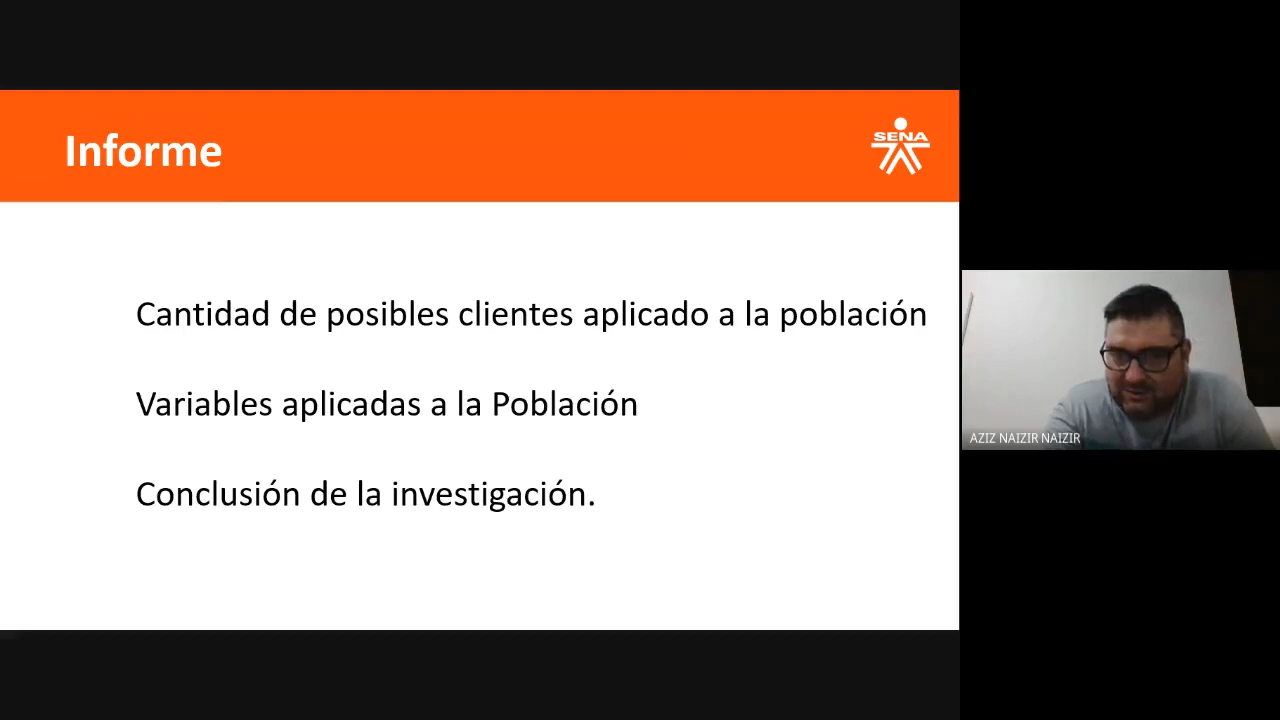 Informe
SENA
Cantidad de posibles clientes aplicado a la población
Variables aplicadas a la Población
Conclusión de la investigación.
AZIZ NAIZIR NAIZIR